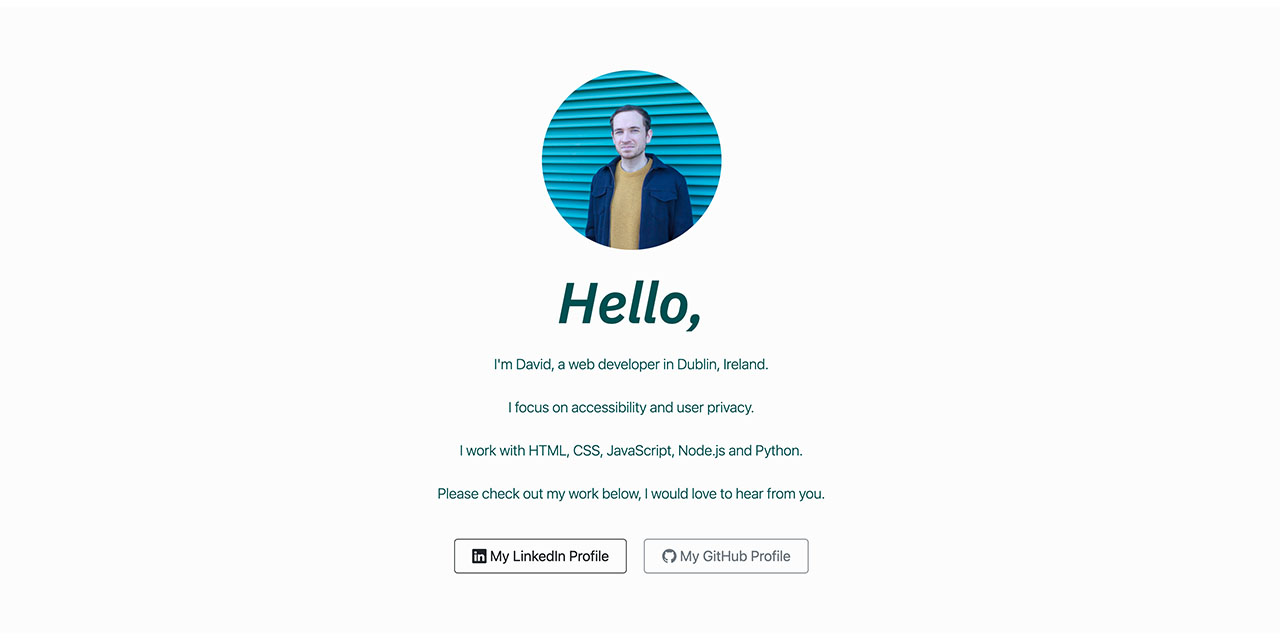 Hello,
I'm David, a web developer in Dublin, Ireland.
I focus on accessibility and user privacy.
I work with HTML, CSS, JavaScript, Node.js and Python.
Please check out my work below, I would love to hear from you.
in My LinkedIn Profile My GitHub Profile